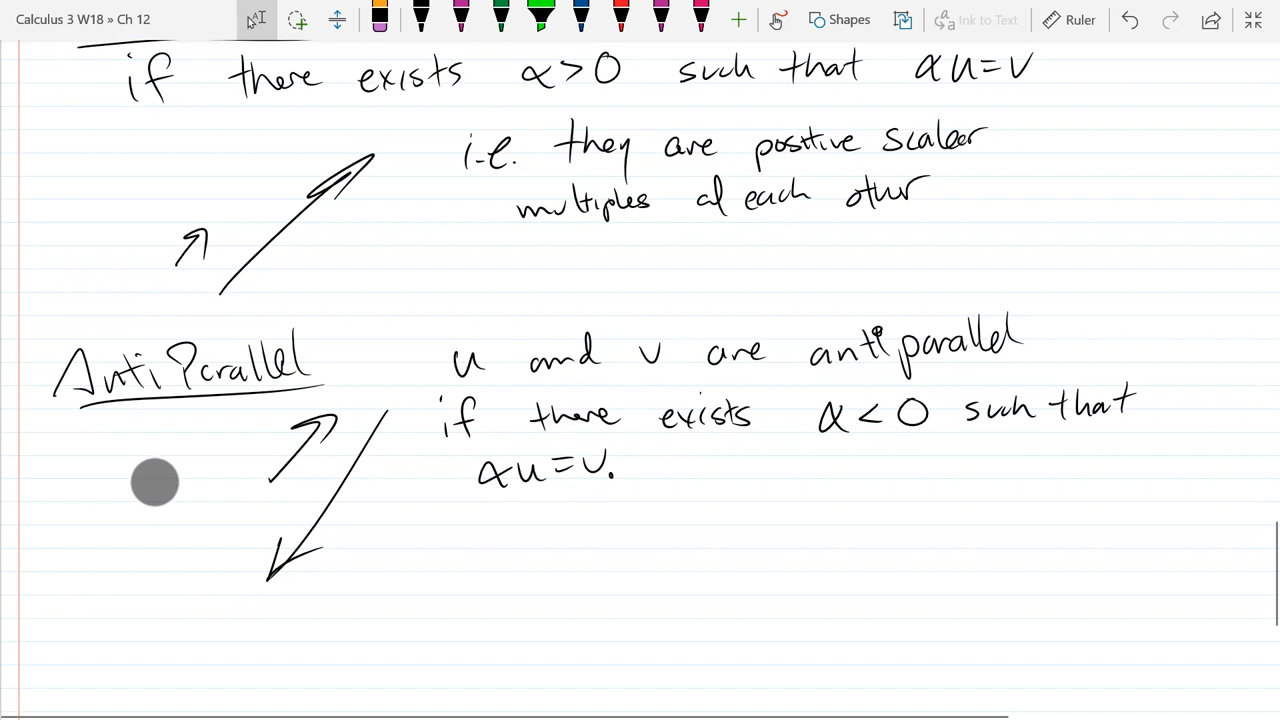 Calculus 3 W18 » Ch 12
Shapes
Ink to Text
Ruler
if there exists α>0 such that αu=v
i.e. they are positive scalar
multiples of each other
AntiParallel
u and v are antiparallel
if there exists α<0 such that
αu=v.